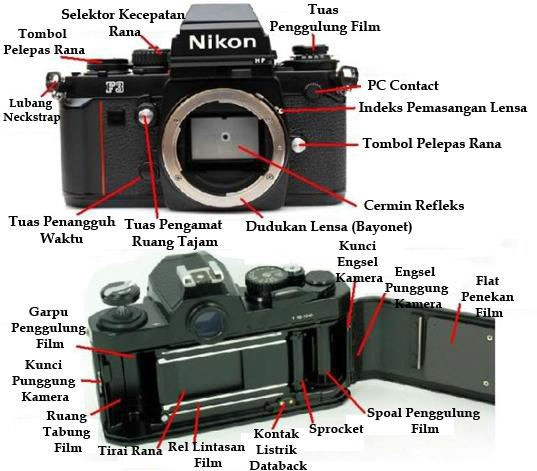 Selektor Kecepatan
Rana
Tuas
Penggulung Film
Tombol
Pelepas Rana
Nikon
HP
F3
PC Contact
Lubang
Neckstrap
Indeks Pemasangan Lensa
Tombol Pelepas Rana
Cermin Refleks
Tuas Penangguh
Waktu
Tuas Pengamat
Ruang Tajam
Dudukan Lensa (Bayonet)
Kunci
Engsel
Kamera
Engsel
Punggung
Kamera
Flat
Penekan
Film
Garpu
Penggulung
Film
Kunci
Punggung
Kamera
Ruang
Tabung
Film
Tirai Rana
Rel Lintasan
Film
Kontak
Listrik
Databack
Sprocket
Spoal Penggulung
Film